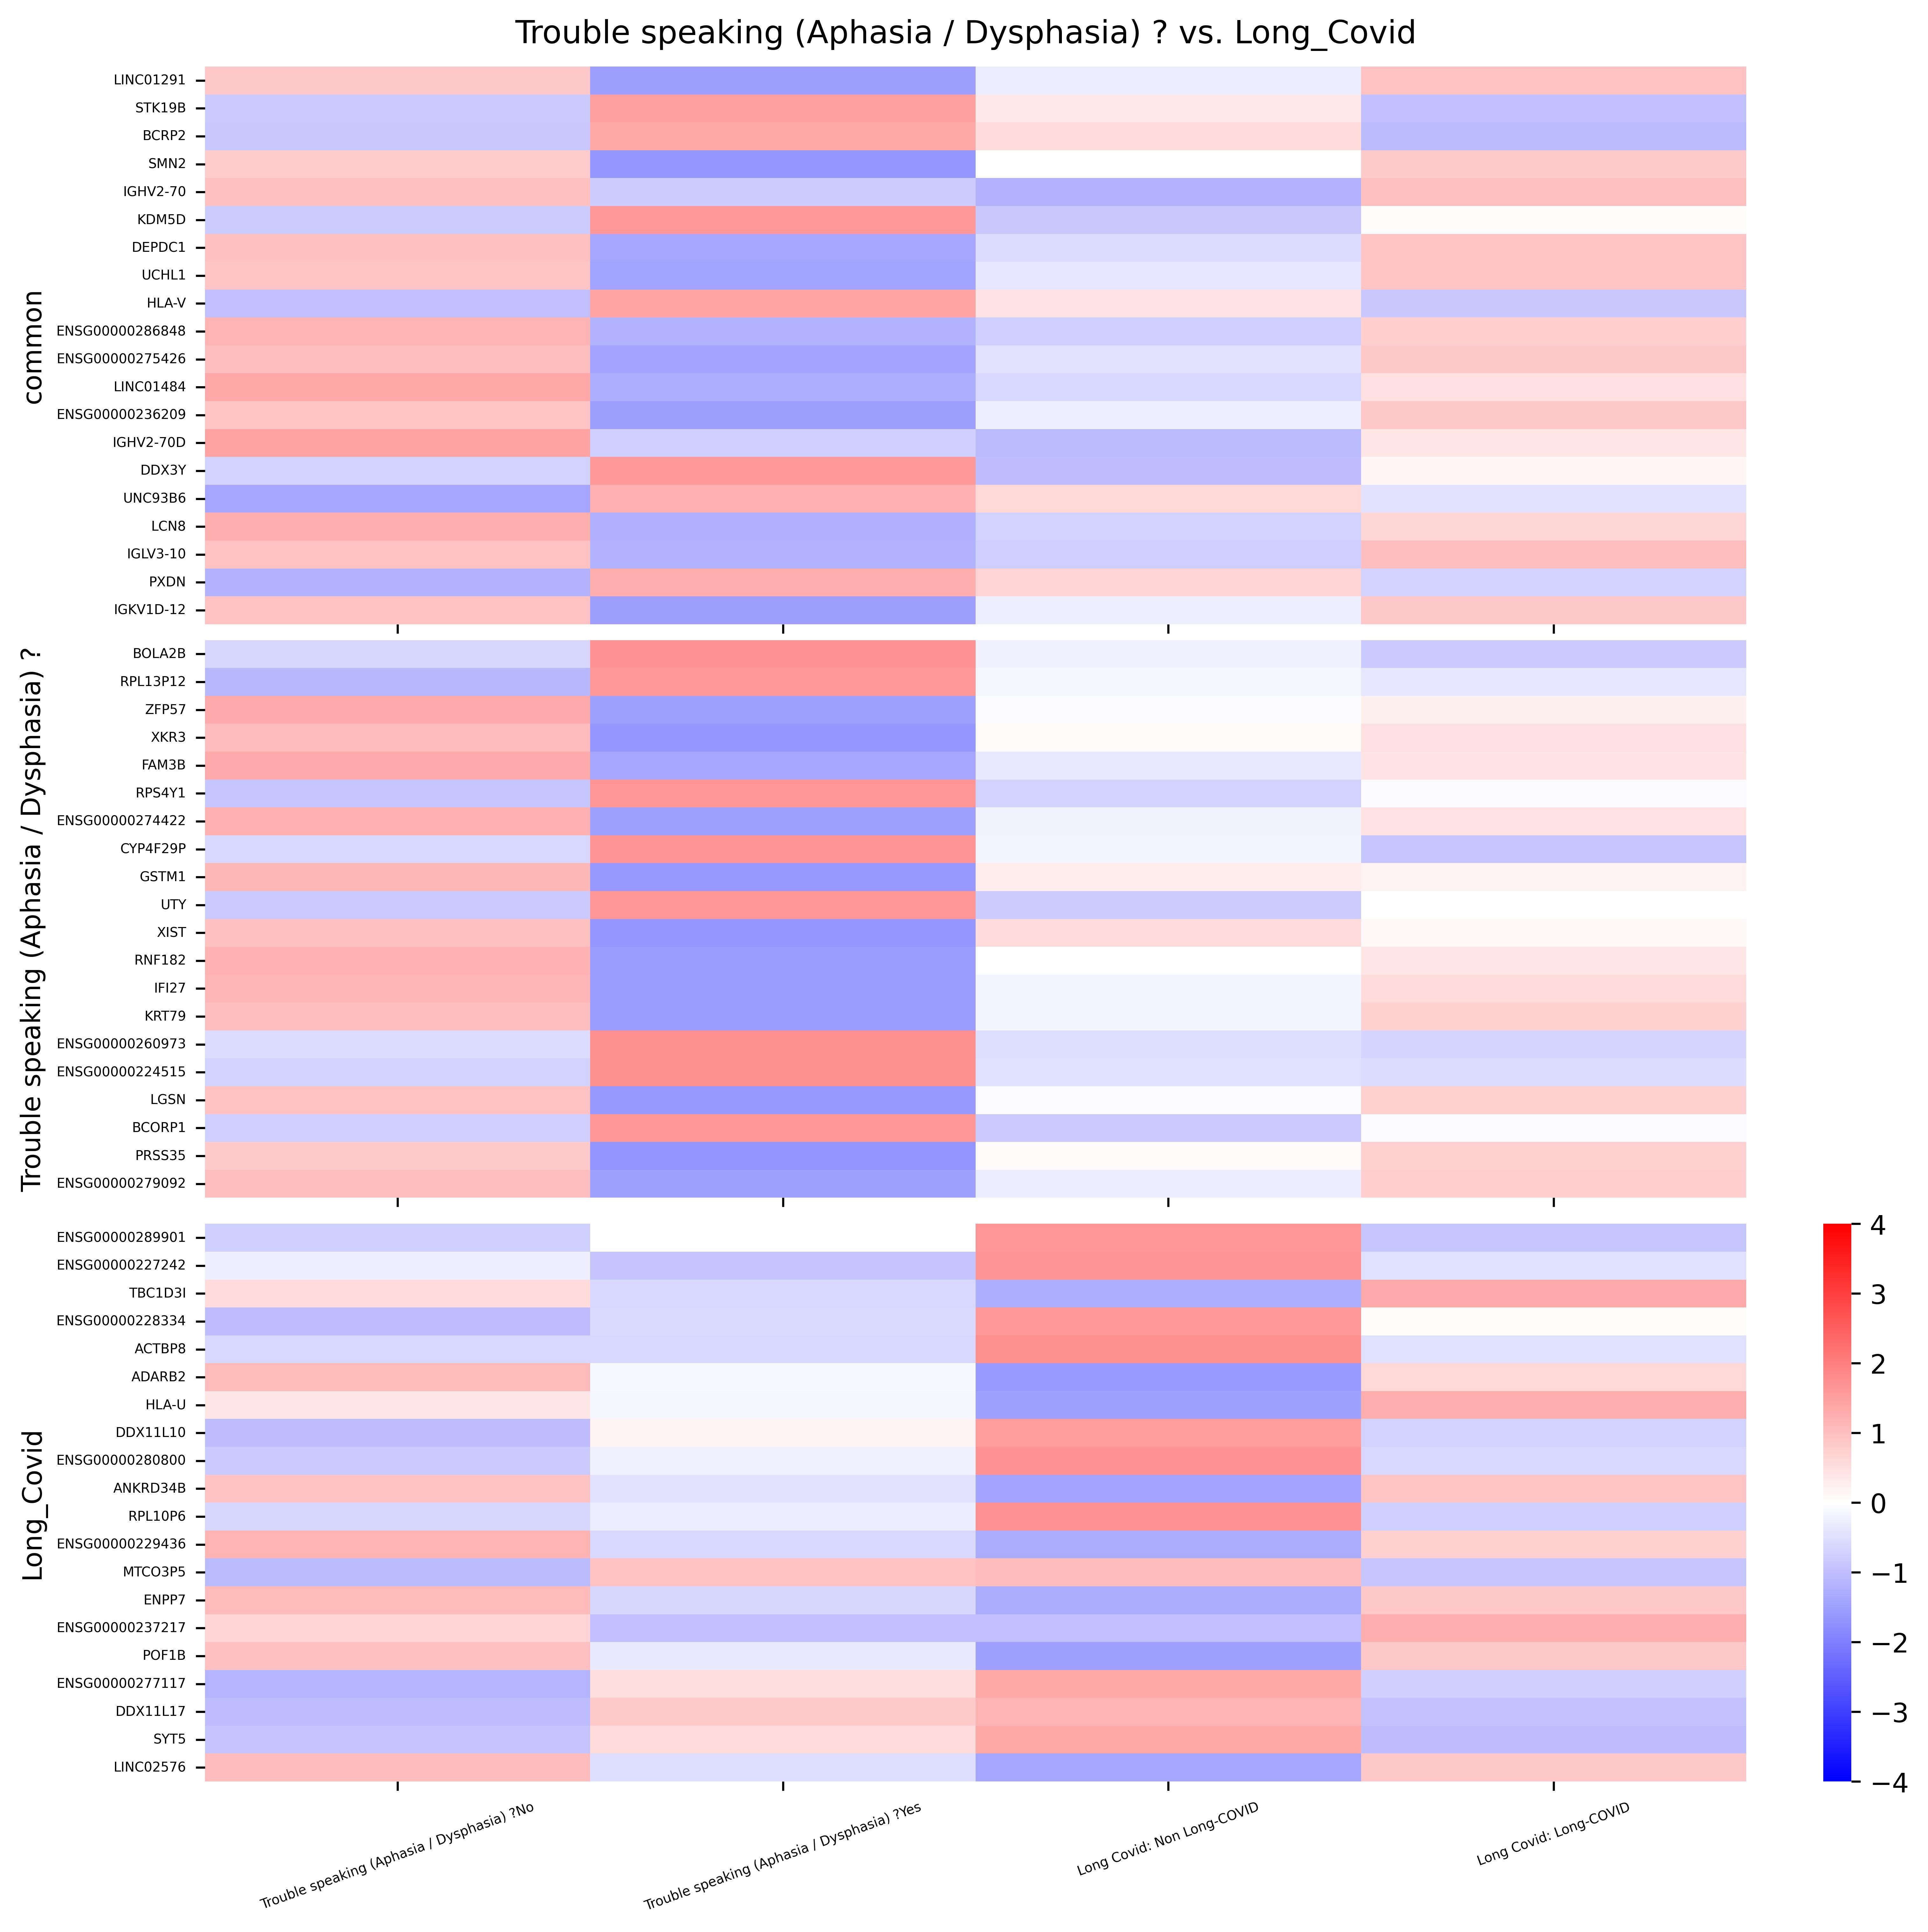 Trouble speaking (Aphasia / Dysphasia) ? vs. Long_Covid
common
LINC01291
STK19B
BCRP2
SMN2
IGHV2-70
KDM5D
DEPDC1
UCHL1
HLA-V
ENSG00000286848
ENSG00000275426
LINC01484
ENSG00000236209
IGHV2-70D
DDX3Y
UNC93B6
LCN8
IGLV3-10
PXDN
IGKV1D-12
Trouble speaking (Aphasia / Dysphasia) ?
BOLA2B
RPL13P12
ZFP57
XKR3
FAM3B
RPS4Y1
ENSG00000274422
CYP4F29P
GSTM1
UTY
XIST
RNF182
IFI27
KRT79
ENSG00000260973
ENSG00000224515
LGSN
BCORP1
PRSS35
ENSG00000279092
Long_Covid
ENSG00000289901
ENSG00000227242
TBC1D3I
ENSG00000228334
ACTBP8
ADARB2
HLA-U
DDX11L10
ENSG00000280800
ANKRD34B
RPL10P6
ENSG00000229436
MTCO3P5
ENPP7
ENSG00000237217
POF1B
ENSG00000277117
DDX11L17
SYT5
LINC02576
4
3
2
1
0
−1
−2
−3
−4
Trouble speaking (Aphasia / Dysphasia) ?No
Trouble speaking (Aphasia / Dysphasia) ?Yes
Long Covid: Non Long-COVID
Long Covid: Long-COVID